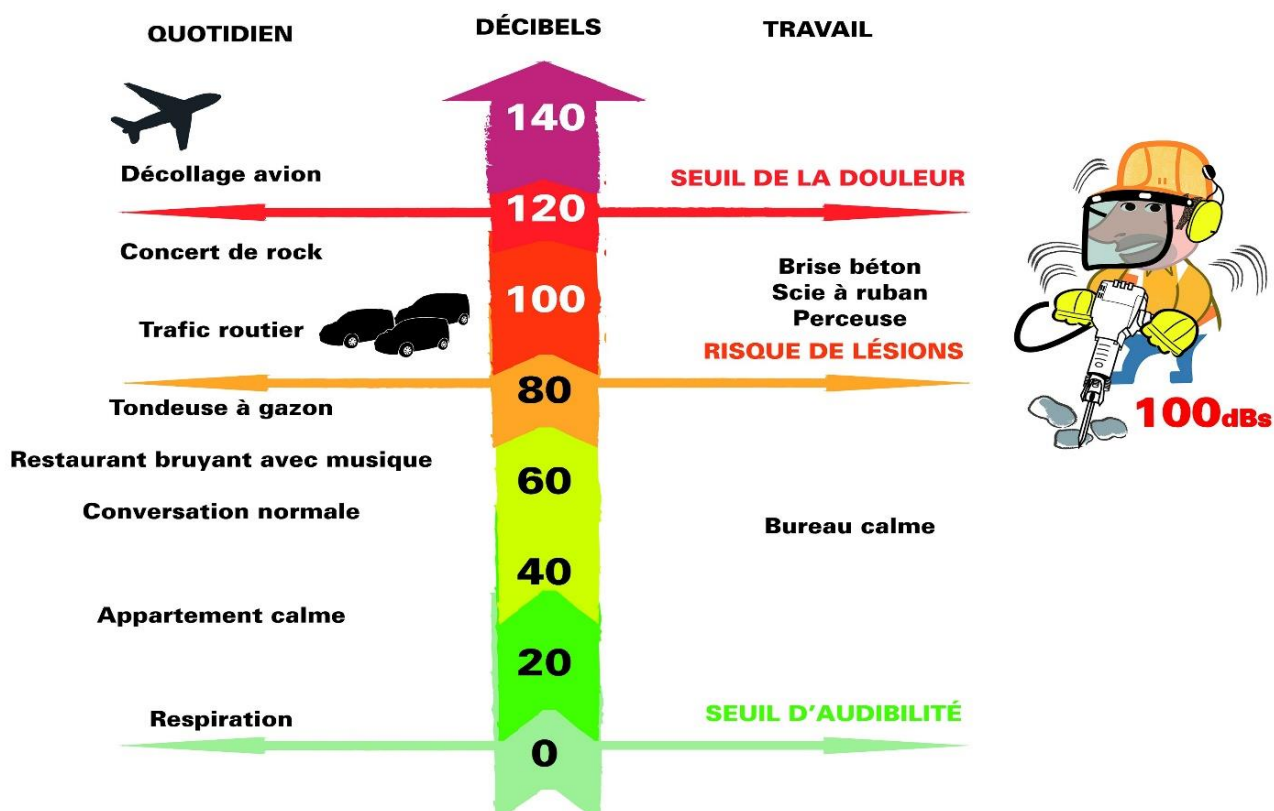 QUOTIDIEN
DÉCIBELS
TRAVAIL
140
Décollage avion
SEUIL DE LA DOULEUR
120
Concert de rock
Brise béton
Scie à ruban
Perceuse
100
Trafic routier
RISQUE DE LÉSIONS
80
Tondeuse à gazon
100dBs
Restaurant bruyant avec musique
60
Conversation normale
Bureau calme
40
Appartement calme
20
Respiration
SEUIL D'AUDIBILITÉ
0